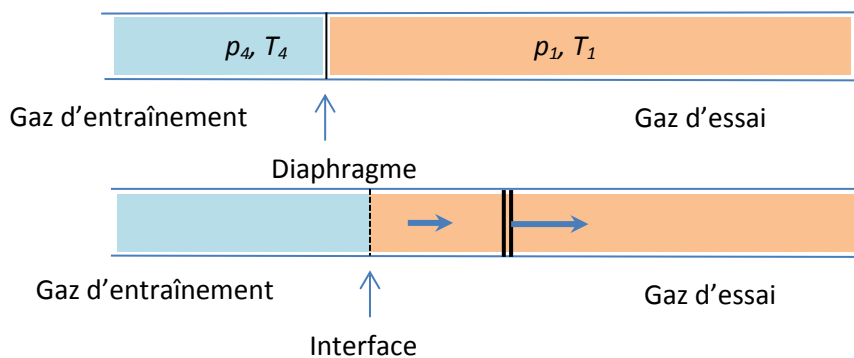 p4, T4
p1, T1
Gaz d’entraînement
Gaz d’essai
Diaphragme
Gaz d’entraînement
Gaz d’essai
Interface